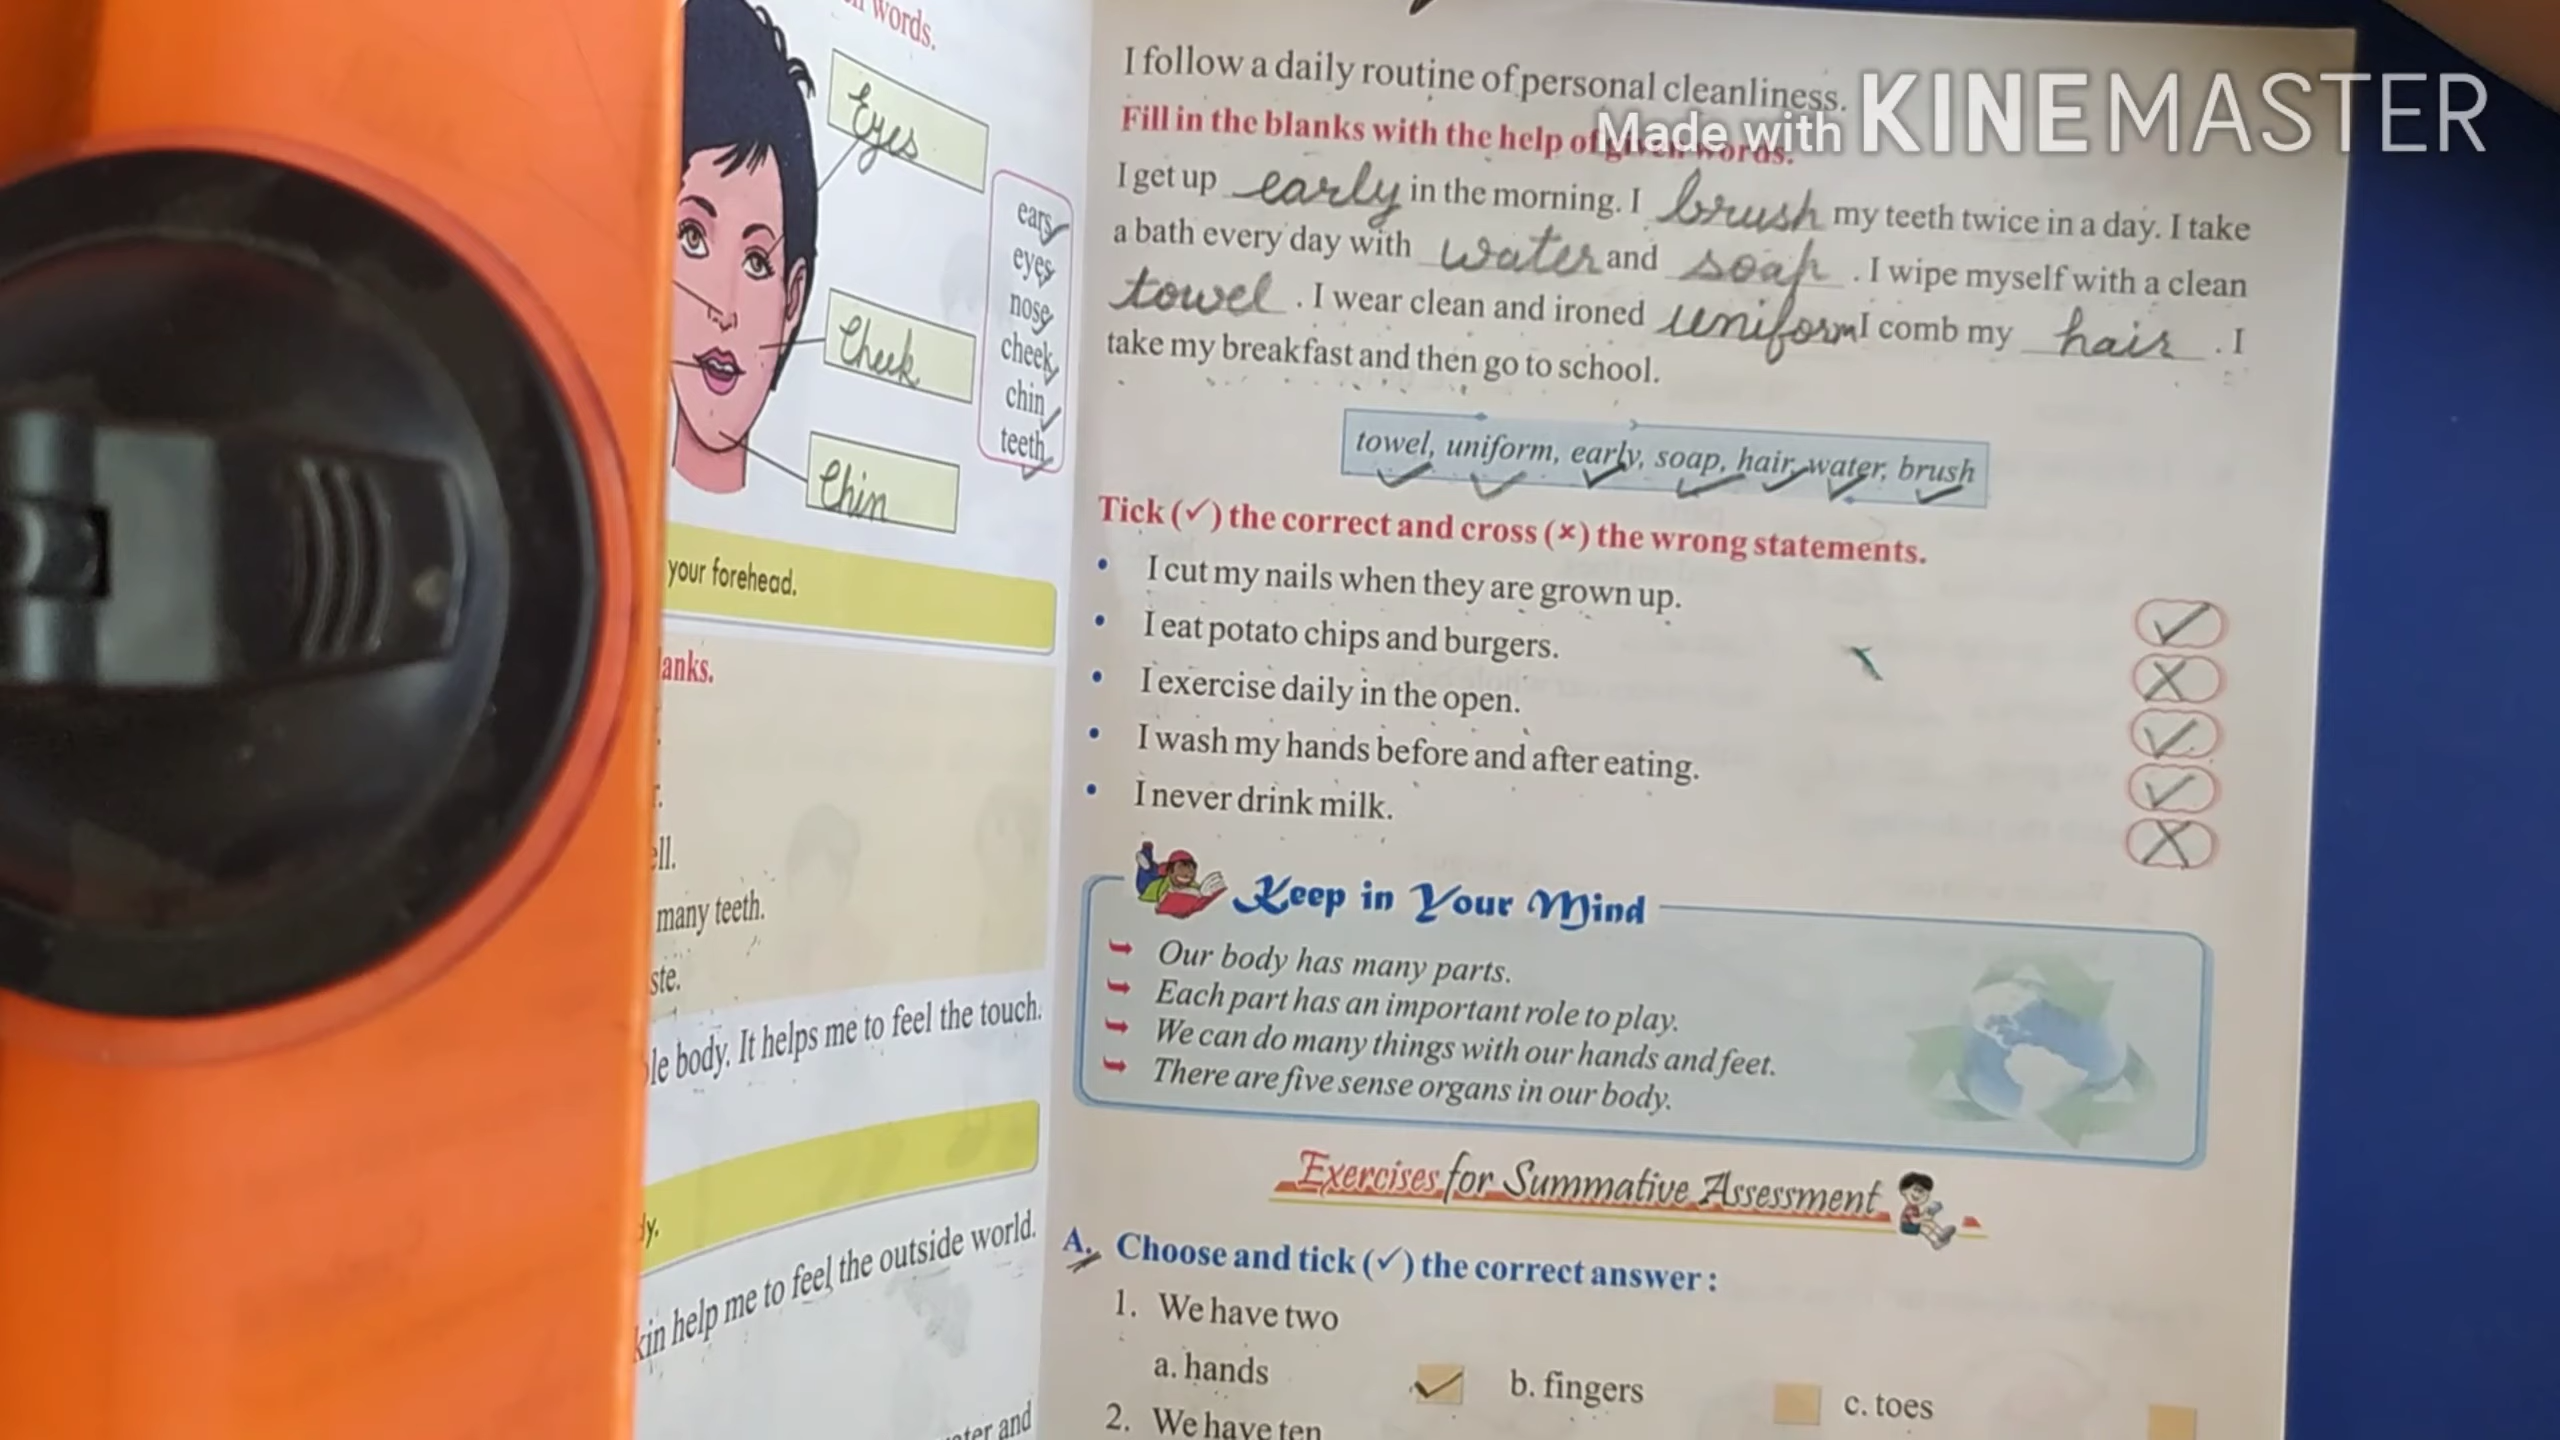 words.
Eyes
Cheek
Chin
ears
eyes
nose
cheek
chin
teeth
your forehead.
many teeth.
body. It helps me to feel the touch.
help me to feel the outside world.
and
Made with KINEMASTER
I follow a daily routine of personal cleanliness.
Fill in the blanks with the help of given words.
I get up early in the morning. I brush my teeth twice in a day. I take
a bath every day with water and soap . I wipe myself with a clean
towel . I wear clean and ironed uniform I comb my hair . I
take my breakfast and then go to school.
towel, uniform, early, soap, hair, water, brush
Tick (✓) the correct and cross (×) the wrong statements.
• I cut my nails when they are grown up. ✓
• I eat potato chips and burgers. X
• I exercise daily in the open. ✓
• I wash my hands before and after eating. ✓
• I never drink milk. X
Keep in Your Mind
Our body has many parts.
Each part has an important role to play.
We can do many things with our hands and feet.
There are five sense organs in our body.
Exercises for Summative Assessment
A. Choose and tick (✓) the correct answer :
1. We have two
a. hands ✓ b. fingers c. toes
2. We have ten